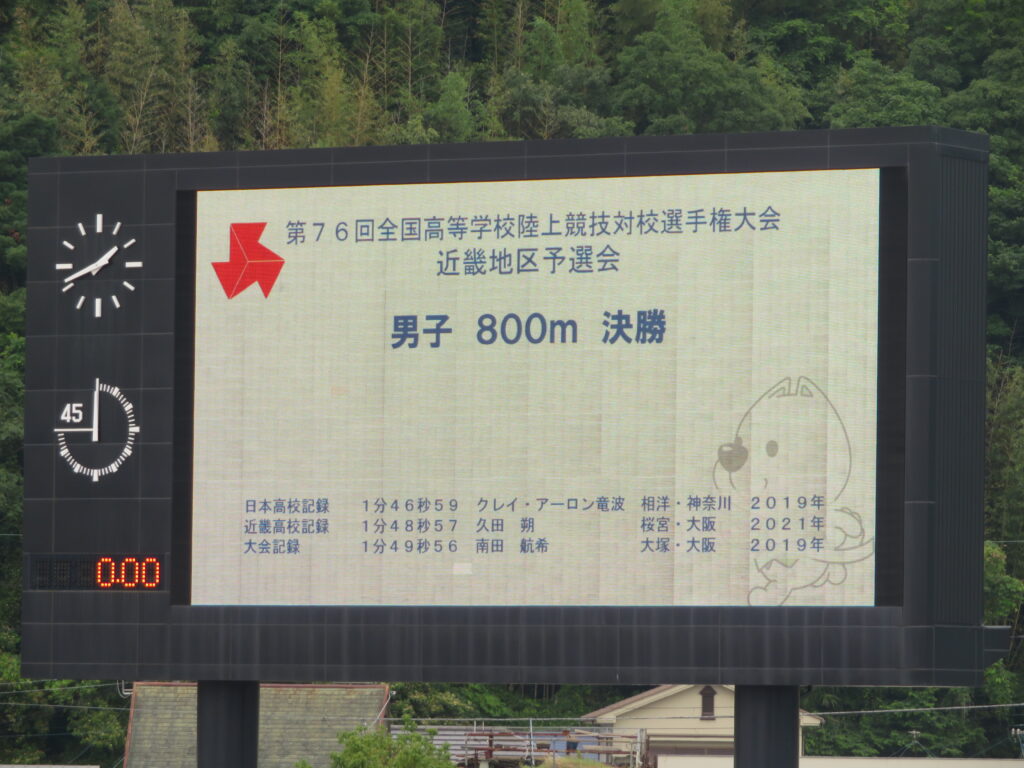 第７６回全国高等学校陸上競技対校選手権大会
近畿地区予選会
男子 800m 決勝
日本高校記録 １分４６秒５９ クレイ・アーロン竜波 相洋・神奈川 ２０１９年
近畿高校記録 １分４８秒５７ 久田 朔 桜宮・大阪 ２０２１年
大会記録 １分４９秒５６ 南田 航希 大塚・大阪 ２０１９年
45
0.00